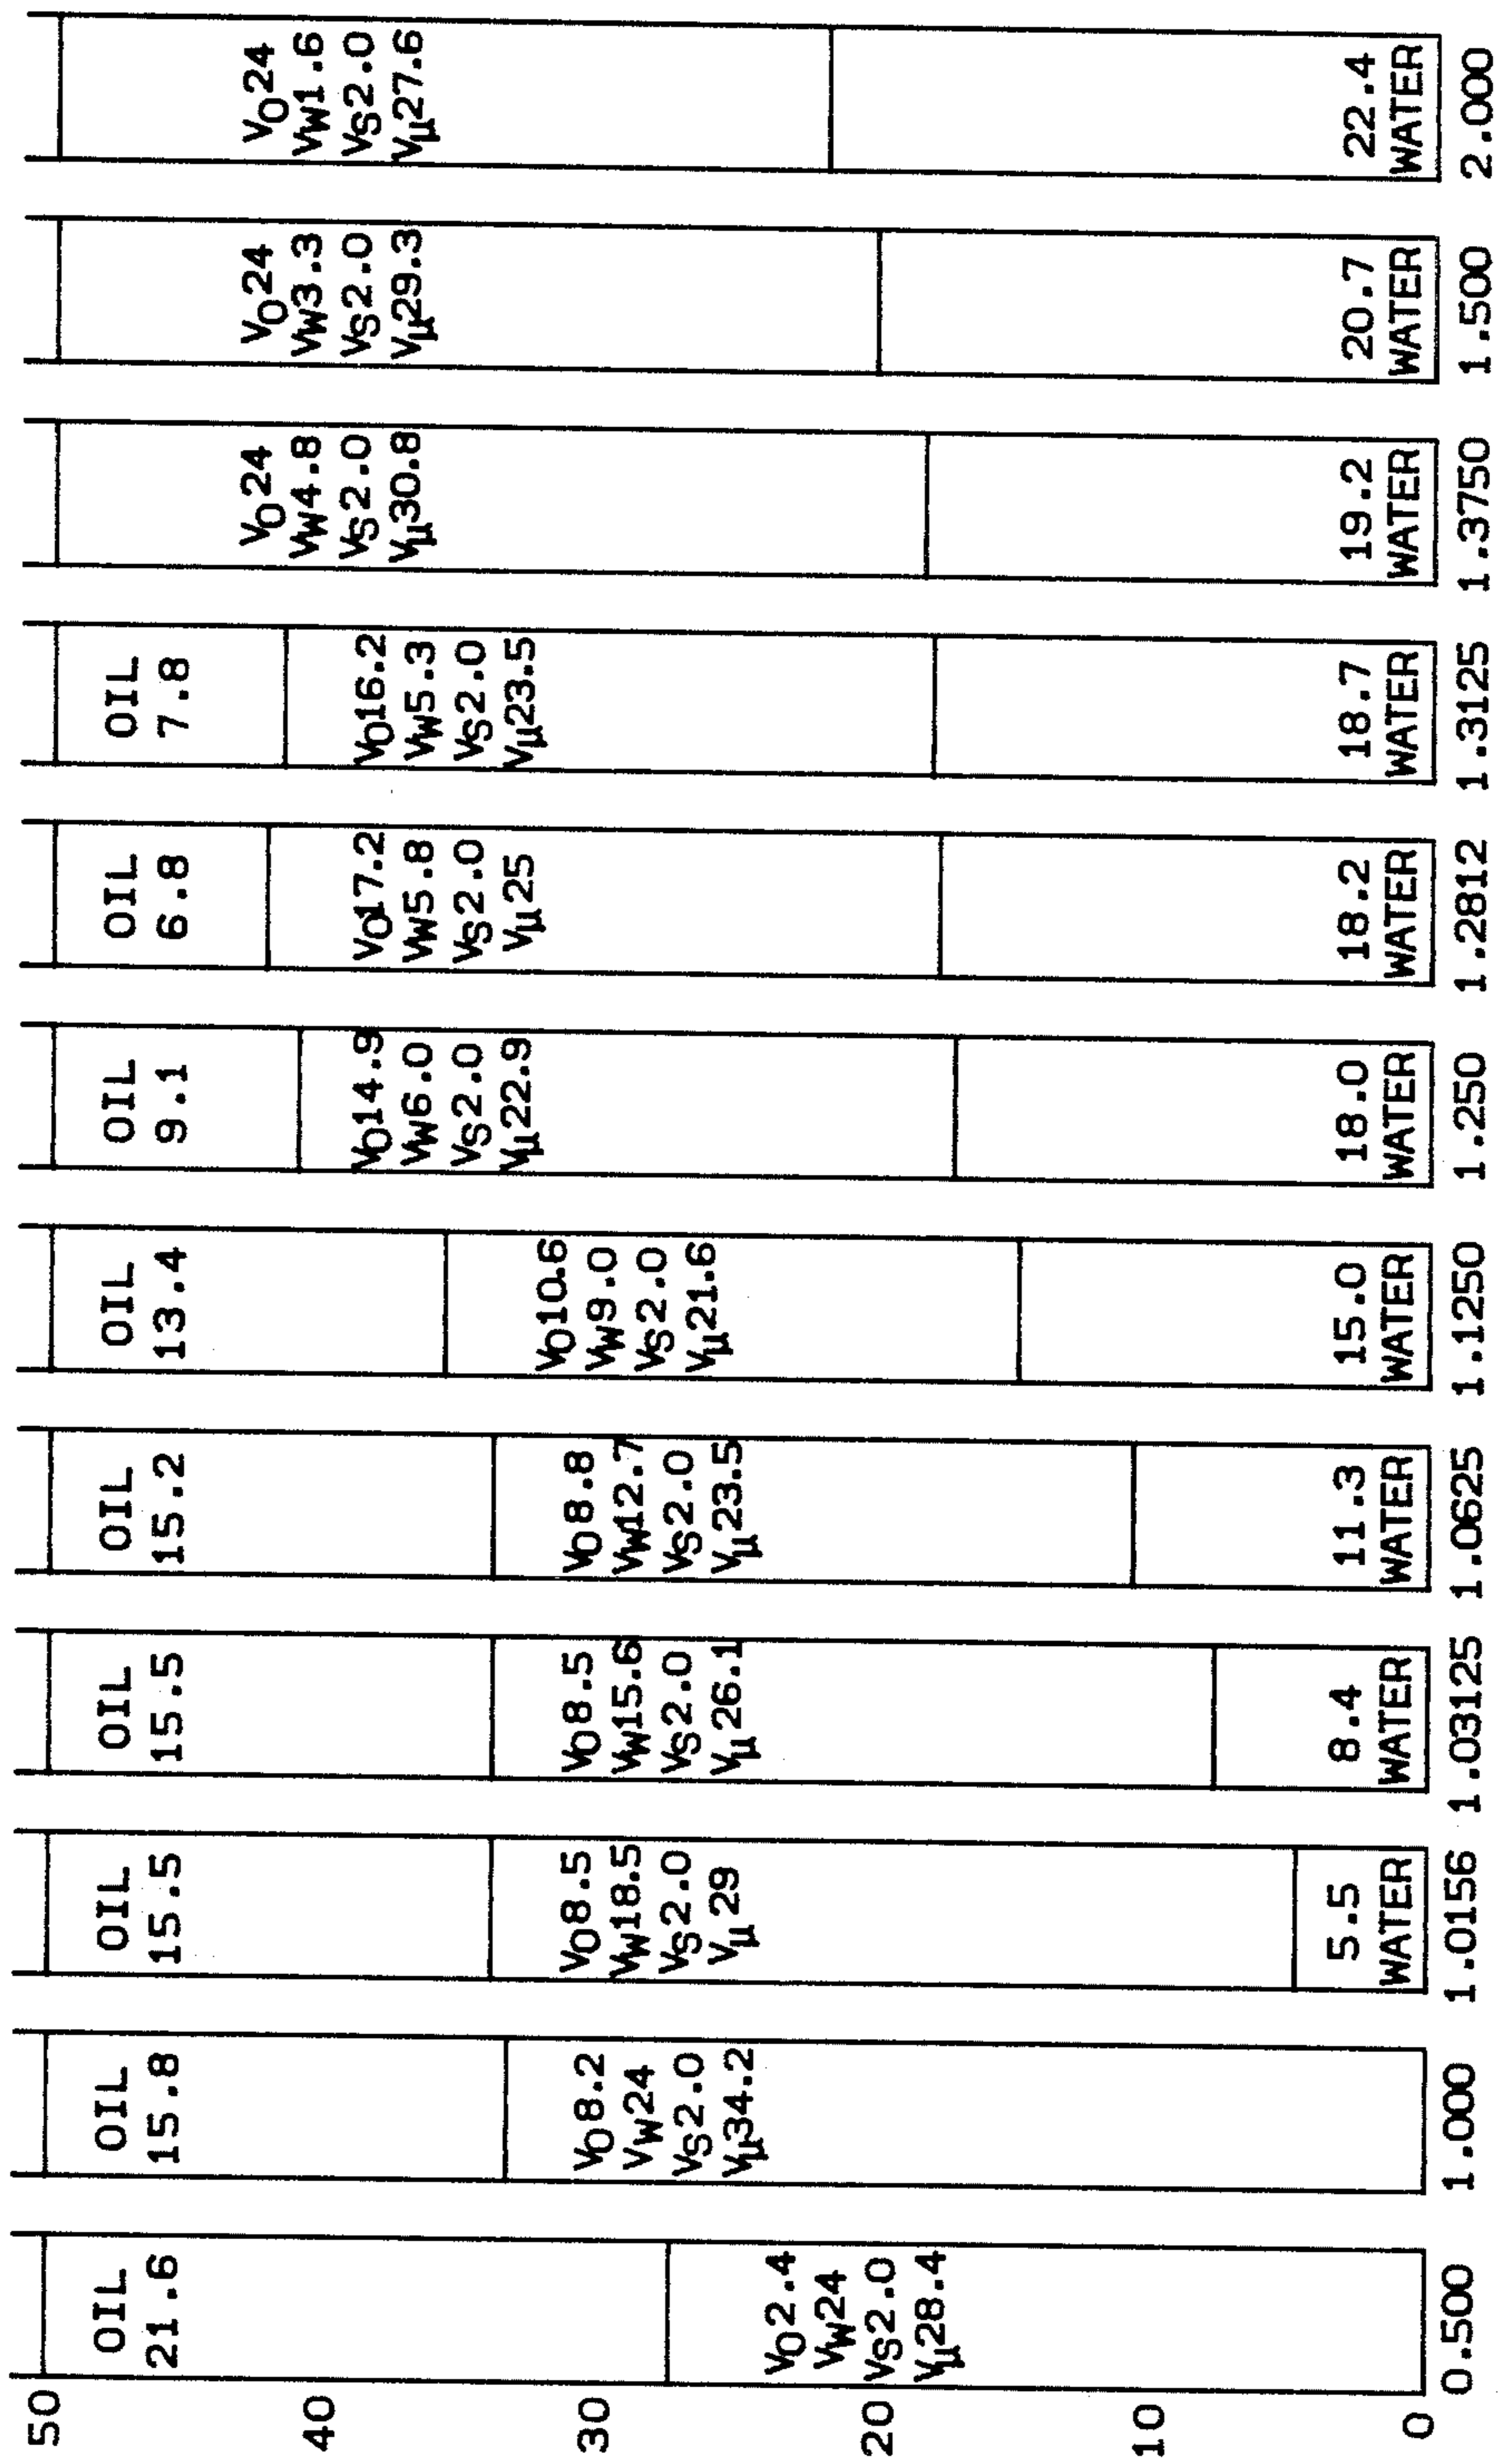 50
40
30
20
10
0
OIL
21.6
VO2.4
VW24
VS2.0
Vμ28.4
0.500
OIL
15.8
VO8.2
VW24
VS2.0
Vμ34.2
1.000
OIL
15.5
VO8.5
VW18.5
VS2.0
Vμ29
5.5
WATER
1.0156
OIL
15.5
VO8.5
VW15.6
VS2.0
Vμ26.1
8.4
WATER
1.03125
OIL
15.2
VO8.8
VW12.7
VS2.0
Vμ23.5
11.3
WATER
1.0625
OIL
13.4
VO10.6
VW9.0
VS2.0
Vμ21.6
15.0
WATER
1.1250
OIL
9.1
VO14.9
VW6.0
VS2.0
Vμ22.9
18.0
WATER
1.250
OIL
6.8
VO17.2
VW5.8
VS2.0
Vμ25
18.2
WATER
1.2812
OIL
7.8
VO16.2
VW5.3
VS2.0
Vμ23.5
18.7
WATER
1.3125
VO24
VW4.8
VS2.0
Vμ30.8
19.2
WATER
1.3750
VO24
VW3.3
VS2.0
Vμ29.3
20.7
WATER
1.500
VO24
VW1.6
VS2.0
Vμ27.6
22.4
WATER
2.000